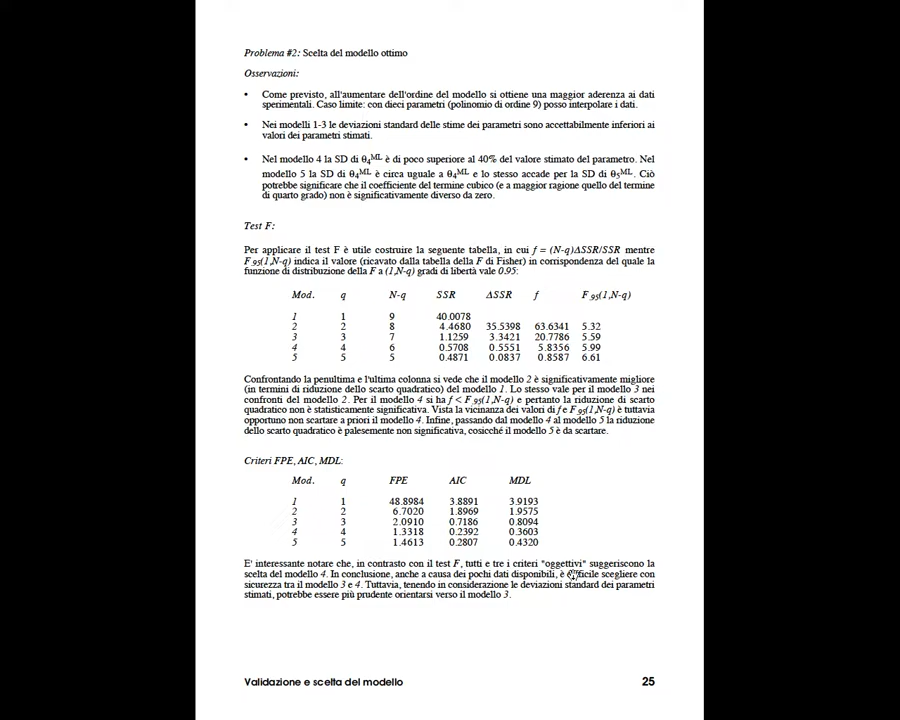 Problema #2: Scelta del modello ottimo
Osservazioni:
• Come previsto, all'aumentare dell'ordine del modello si ottiene una maggior aderenza ai dati
sperimentali. Caso limite: con dieci parametri (polinomio di ordine 9) posso interpolare i dati.
• Nei modelli 1-3 le deviazioni standard delle stime dei parametri sono accettabilmente inferiori ai
valori dei parametri stimati.
• Nel modello 4 la SD di θ4ML è di poco superiore al 40% del valore stimato del parametro. Nel
modello 5 la SD di θ4ML è circa uguale a θ4ML e lo stesso accade per la SD di θ5ML. Ciò
potrebbe significare che il coefficiente del termine cubico (e a maggior ragione quello del termine
di quarto grado) non è significativamente diverso da zero.
Test F:
Per applicare il test F è utile costruire la seguente tabella, in cui f = (N-q)ΔSSR/SSR mentre
F.95(1,N-q) indica il valore (ricavato dalla tabella della F di Fisher) in corrispondenza del quale la
funzione di distribuzione della F a (1,N-q) gradi di libertà vale 0.95:
Mod. q N-q SSR ΔSSR f F.95(1,N-q)
1 1 9 40.0078
2 2 8 4.4680 35.5398 63.6341 5.32
3 3 7 1.1259 3.3421 20.7786 5.59
4 4 6 0.5708 0.5551 5.8356 5.99
5 5 5 0.4871 0.0837 0.8587 6.61
Confrontando la penultima e l'ultima colonna si vede che il modello 2 è significativamente migliore
(in termini di riduzione dello scarto quadratico) del modello 1. Lo stesso vale per il modello 3 nei
confronti del modello 2. Per il modello 4 si ha f < F.95(1,N-q) e pertanto la riduzione di scarto
quadratico non è statisticamente significativa. Vista la vicinanza dei valori di f e F.95(1,N-q) è tuttavia
opportuno non scartare a priori il modello 4. Infine, passando dal modello 4 al modello 5 la riduzione
dello scarto quadratico è palesemente non significativa, cosicché il modello 5 è da scartare.
Criteri FPE, AIC, MDL:
Mod. q FPE AIC MDL
1 1 48.8984 3.8891 3.9193
2 2 6.7020 1.8969 1.9575
3 3 2.0910 0.7186 0.8094
4 4 1.3318 0.2392 0.3603
5 5 1.4613 0.2807 0.4320
E' interessante notare che, in contrasto con il test F, tutti e tre i criteri "oggettivi" suggeriscono la
scelta del modello 4. In conclusione, anche a causa dei pochi dati disponibili, è difficile scegliere con
sicurezza tra il modello 3 e 4. Tuttavia, tenendo in considerazione le deviazioni standard dei parametri
stimati, potrebbe essere più prudente orientarsi verso il modello 3.
Validazione e scelta del modello 25